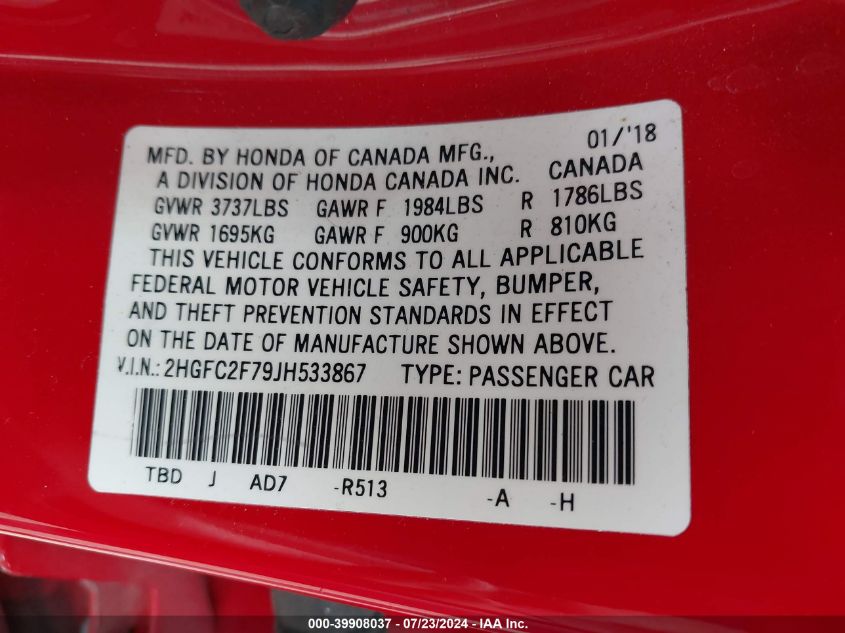 01/'18
MFD. BY HONDA OF CANADA MFG.,
A DIVISION OF HONDA CANADA INC. CANADA
GVWR 3737LBS GAWR F 1984LBS R 1786LBS
GVWR 1695KG GAWR F 900KG R 810KG
THIS VEHICLE CONFORMS TO ALL APPLICABLE
FEDERAL MOTOR VEHICLE SAFETY, BUMPER,
AND THEFT PREVENTION STANDARDS IN EFFECT
ON THE DATE OF MANUFACTURE SHOWN ABOVE.
V.I.N.: 2HGFC2F79JH533867 TYPE: PASSENGER CAR
TBD J AD7 -R513 -A -H
000-39908037 - 07/23/2024 - IAA Inc.